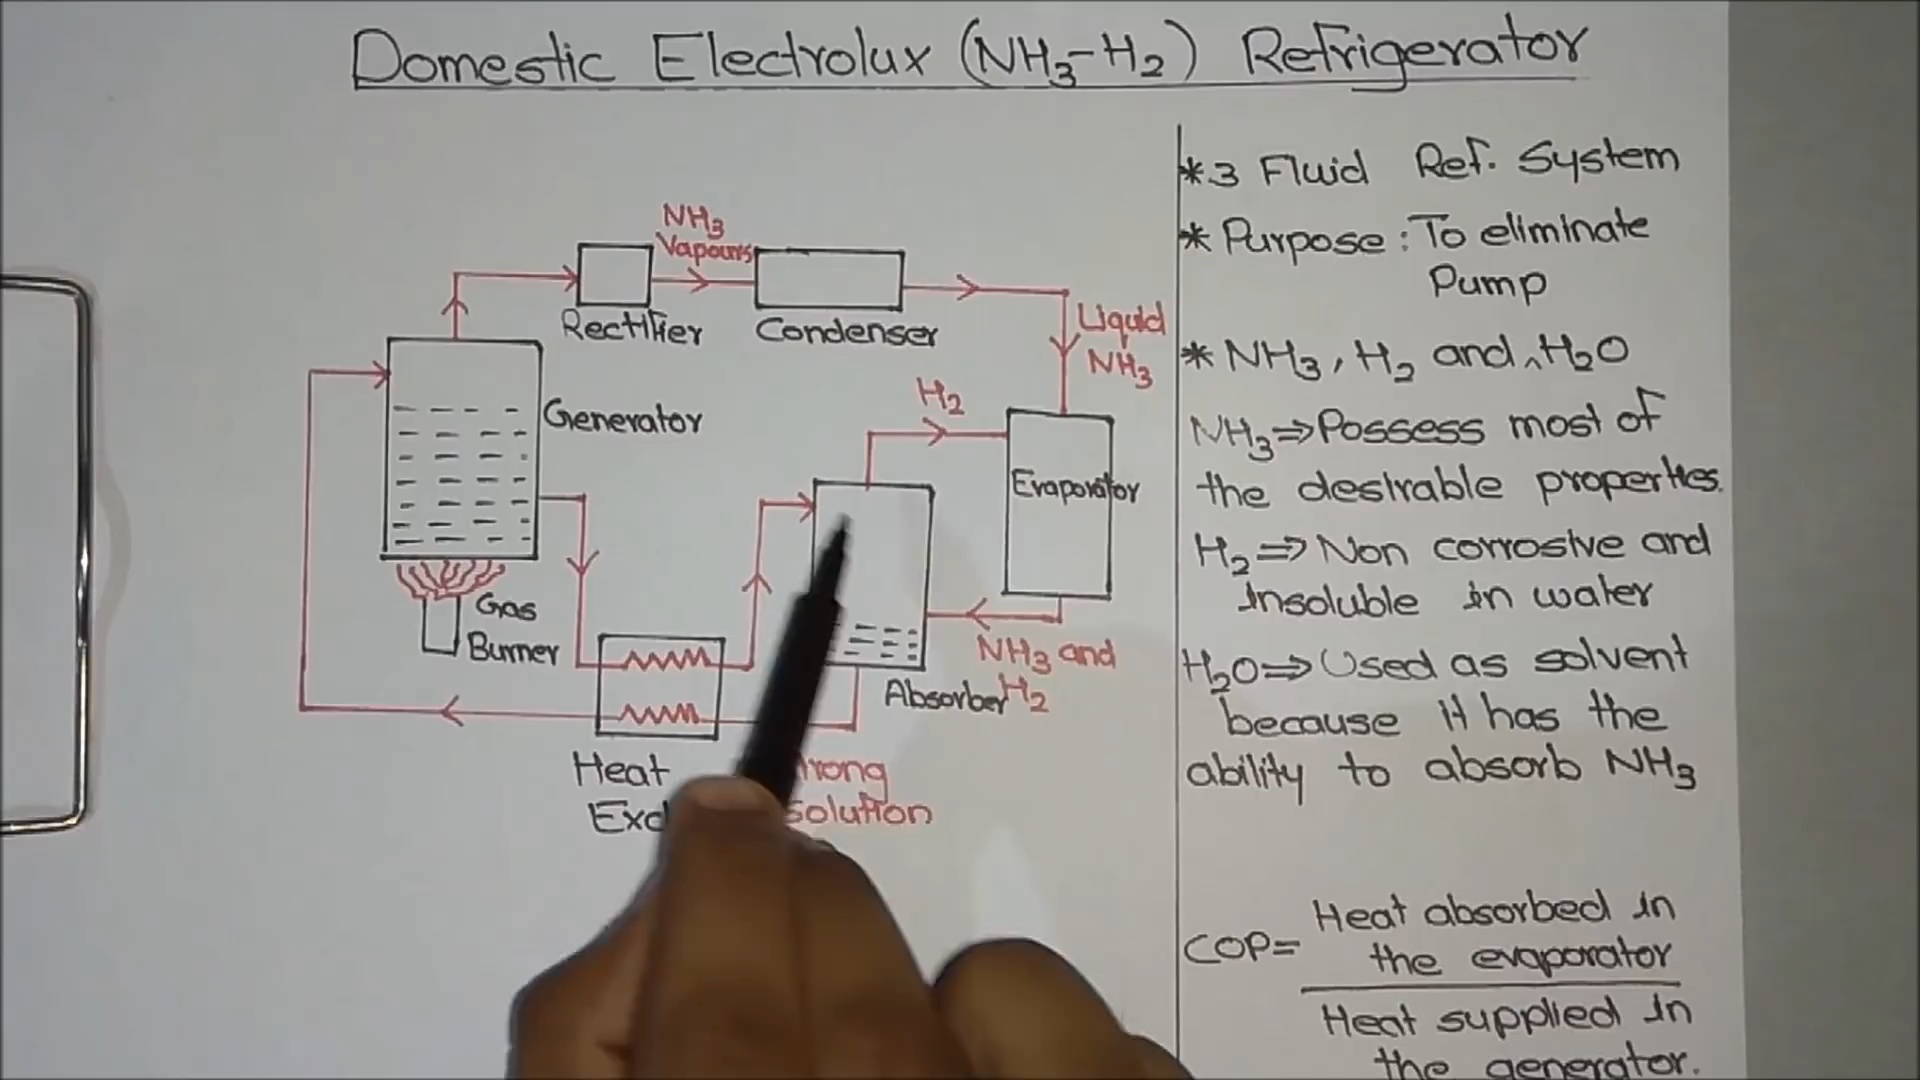 Domestic Electrolux (NH3-H2) Refrigerator
NH3
Vapours
Rectifier
Condenser
Liquid
NH3
Generator
H2
Evaporator
Gas
Burner
NH3 and
H2
Absorber
Heat
Strong
solution
* 3 Fluid Ref. System
* Purpose: To eliminate
Pump
* NH3, H2 and H2O
NH3⇒Possess most of
the desirable properties.
H2⇒Non corrosive and
insoluble in water
H2O⇒Used as solvent
because it has the
ability to absorb NH3
COP=
Heat absorbed in
the evaporator
Heat supplied in
the generator.